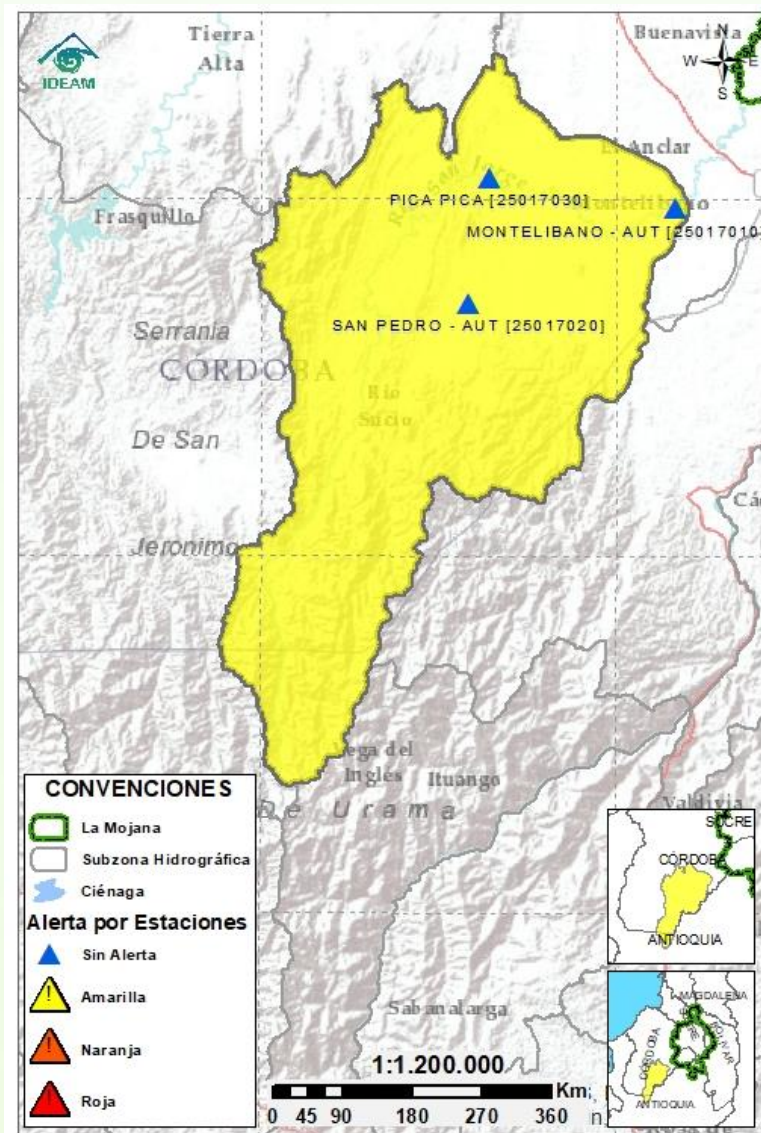 IDEAM
Tierra
Alta
Buenavista
N
W
E
S
Anclar
PICA PICA [25017030]
Frasquillo
MONTELIBANO - AUT [25017010]
SAN PEDRO - AUT [25017020]
Serrania
CÓRDOBA
Río
Sucio
De San
Jeronimo
Vega del
Inglés
Ituango
De Urama
Valdivia
Sabanalarga
CONVENCIONES
La Mojana
Subzona Hidrográfica
Ciénaga
Alerta por Estaciones
Sin Alerta
Amarilla
Naranja
Roja
SUCRE
CÓRDOBA
ANTIOQUIA
MAGDALENA
CÓRDOBA
ANTIOQUIA
1:1.200.000
Km
0 45 90 180 270 360